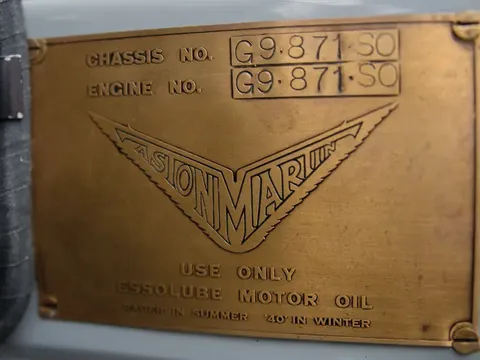 CHASSIS NO. G9·871·SO
ENGINE NO. G9·871·SO
ASTON MARTIN
USE ONLY
ESSOLUBE MOTOR OIL
IN SUMMER '40' IN WINTER